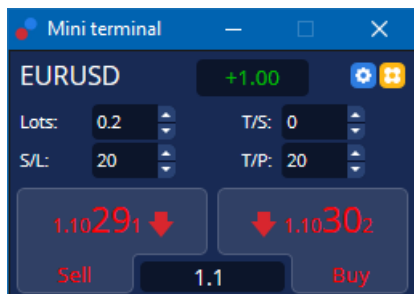 Mini terminal
EURUSD +1.00
Lots: 0.2 T/S: 0
S/L: 20 T/P: 20
1.10291 1.10302
Sell 1.1 Buy